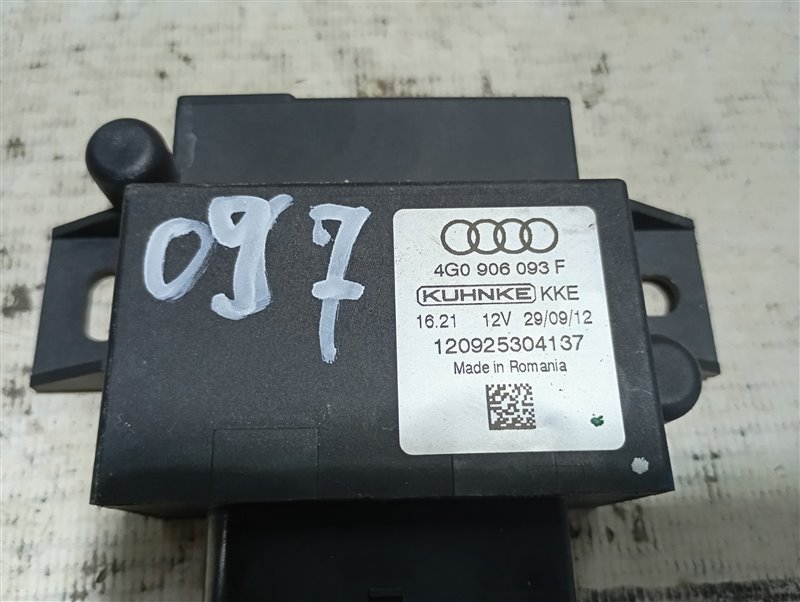 097
4G0 906 093 F
KUHNKE KKE
16.21 12V 29/09/12
120925304137
Made in Romania